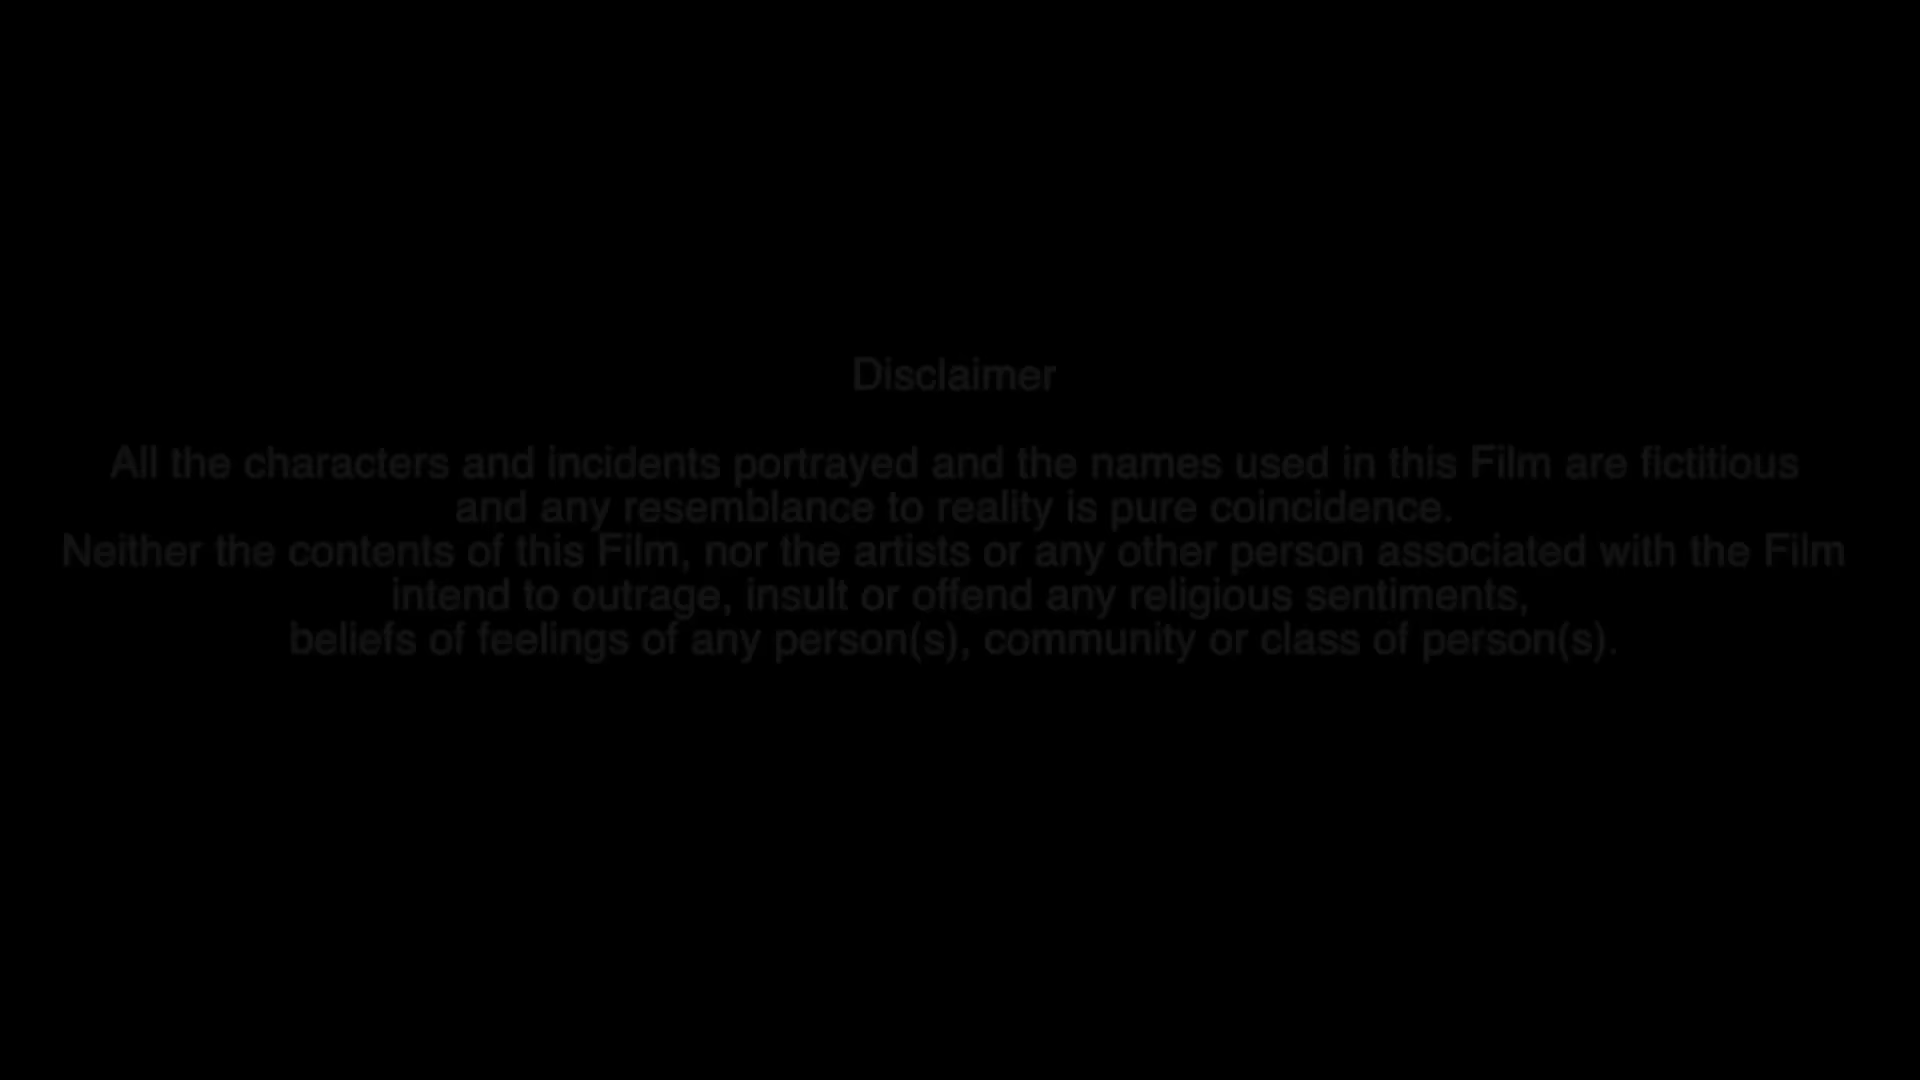 Disclaimer
All the characters and incidents portrayed and the names used in this Film are fictitious
and any resemblance to reality is pure coincidence.
Neither the contents of this Film, nor the artists or any other person associated with the Film
intend to outrage, insult or offend any religious sentiments,
beliefs of feelings of any person(s), community or class of person(s).